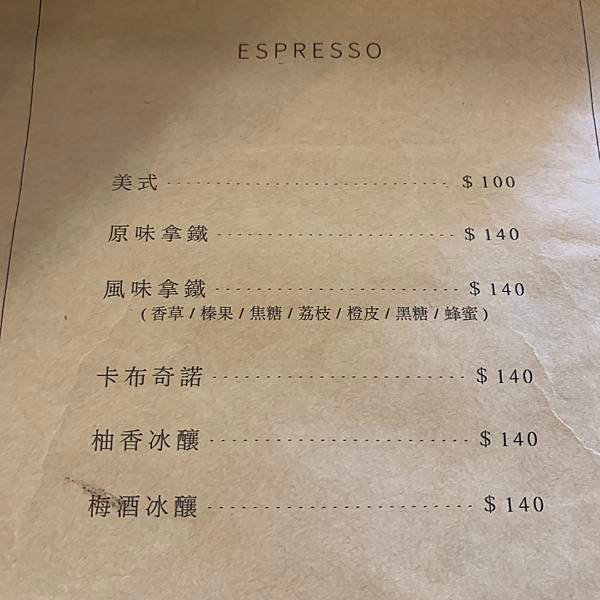 ESPRESSO
美式 $100
原味拿鐵 $140
風味拿鐵 $140
(香草/榛果/焦糖/荔枝/橙皮/黑糖/蜂蜜)
卡布奇諾 $140
柚香冰釀 $140
梅酒冰釀 $140